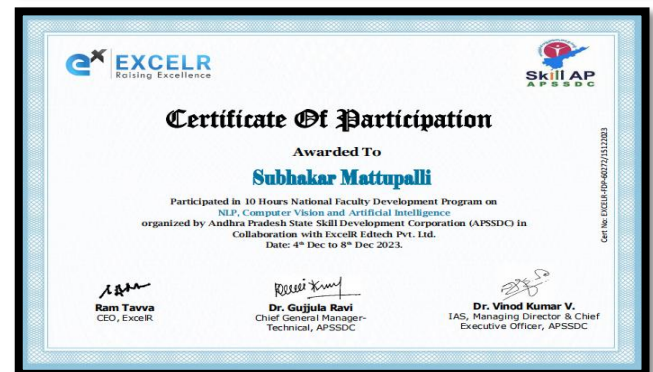 EXCELR
Raising Excellence
Skill AP
APSSDC
Certificate Of Participation
Awarded To
Subhakar Mattupalli
Participated in 10 Hours National Faculty Development Program on
NLP, Computer Vision and Artificial Intelligence
organized by Andhra Pradesh State Skill Development Corporation (APSSDC) in
Collaboration with ExcelR Edtech Pvt. Ltd.
Date: 4th Dec to 8th Dec 2023.
Cert No: EXCELR-FDP-60272/15122023
Ram Tavva
CEO, ExcelR
Dr. Gujjula Ravi
Chief General Manager-
Technical, APSSDC
Dr. Vinod Kumar V.
IAS, Managing Director & Chief
Executive Officer, APSSDC